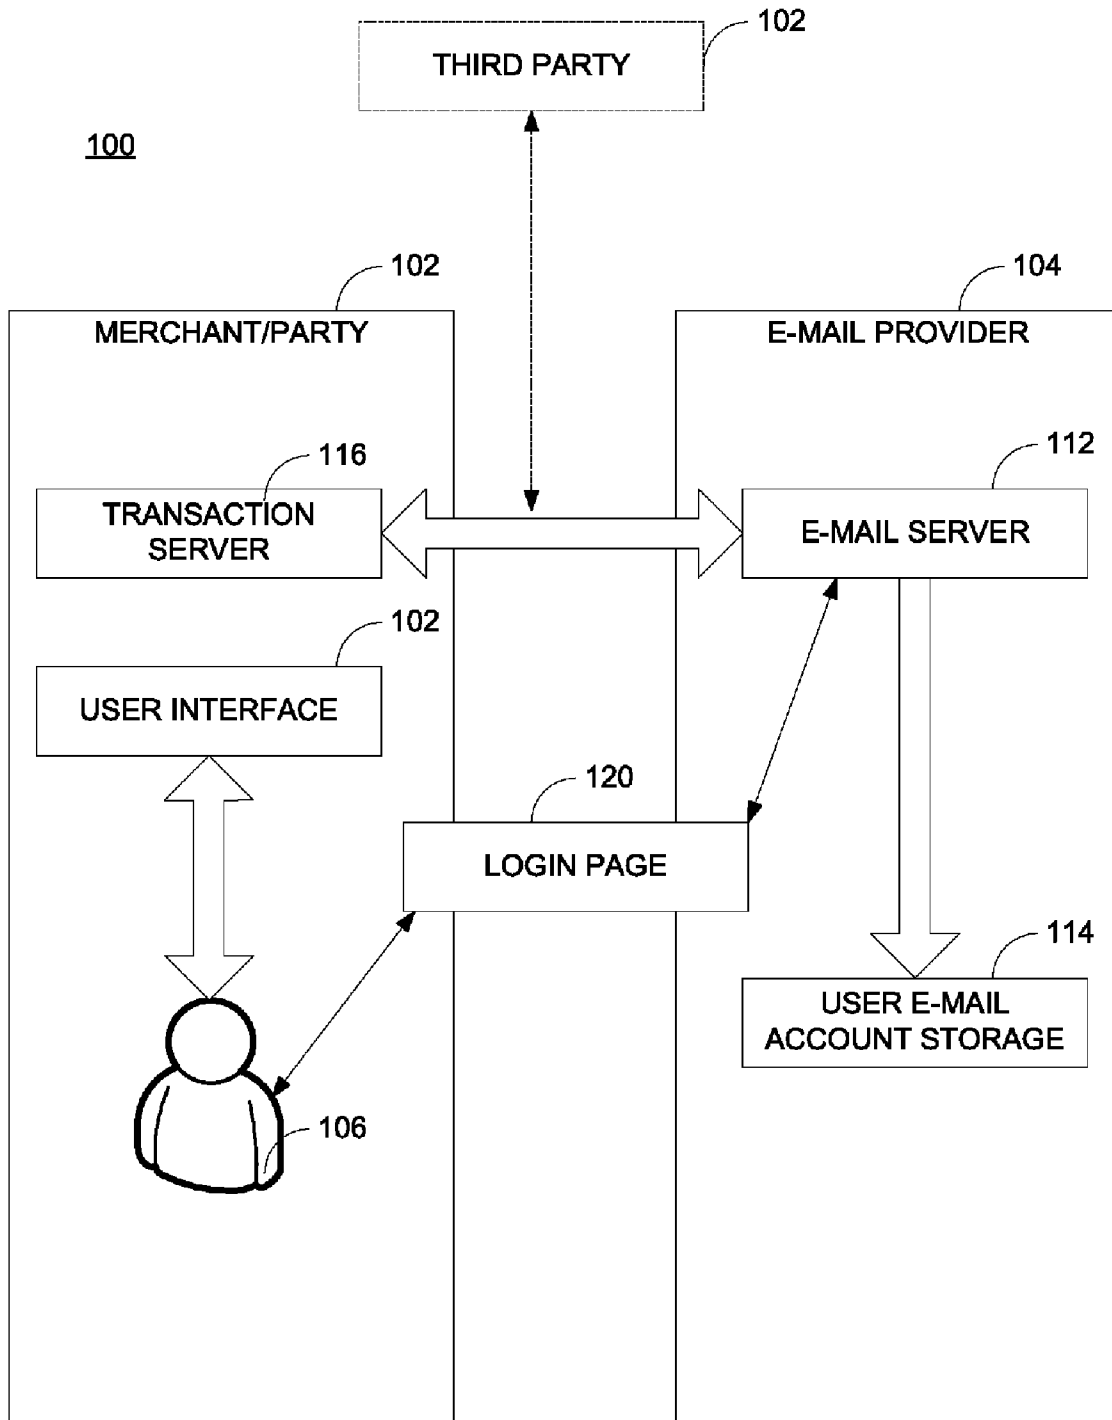 102
THIRD PARTY
100
102
104
MERCHANT/PARTY
E-MAIL PROVIDER
116
112
TRANSACTION
SERVER
E-MAIL SERVER
102
USER INTERFACE
120
LOGIN PAGE
114
USER E-MAIL
ACCOUNT STORAGE
106